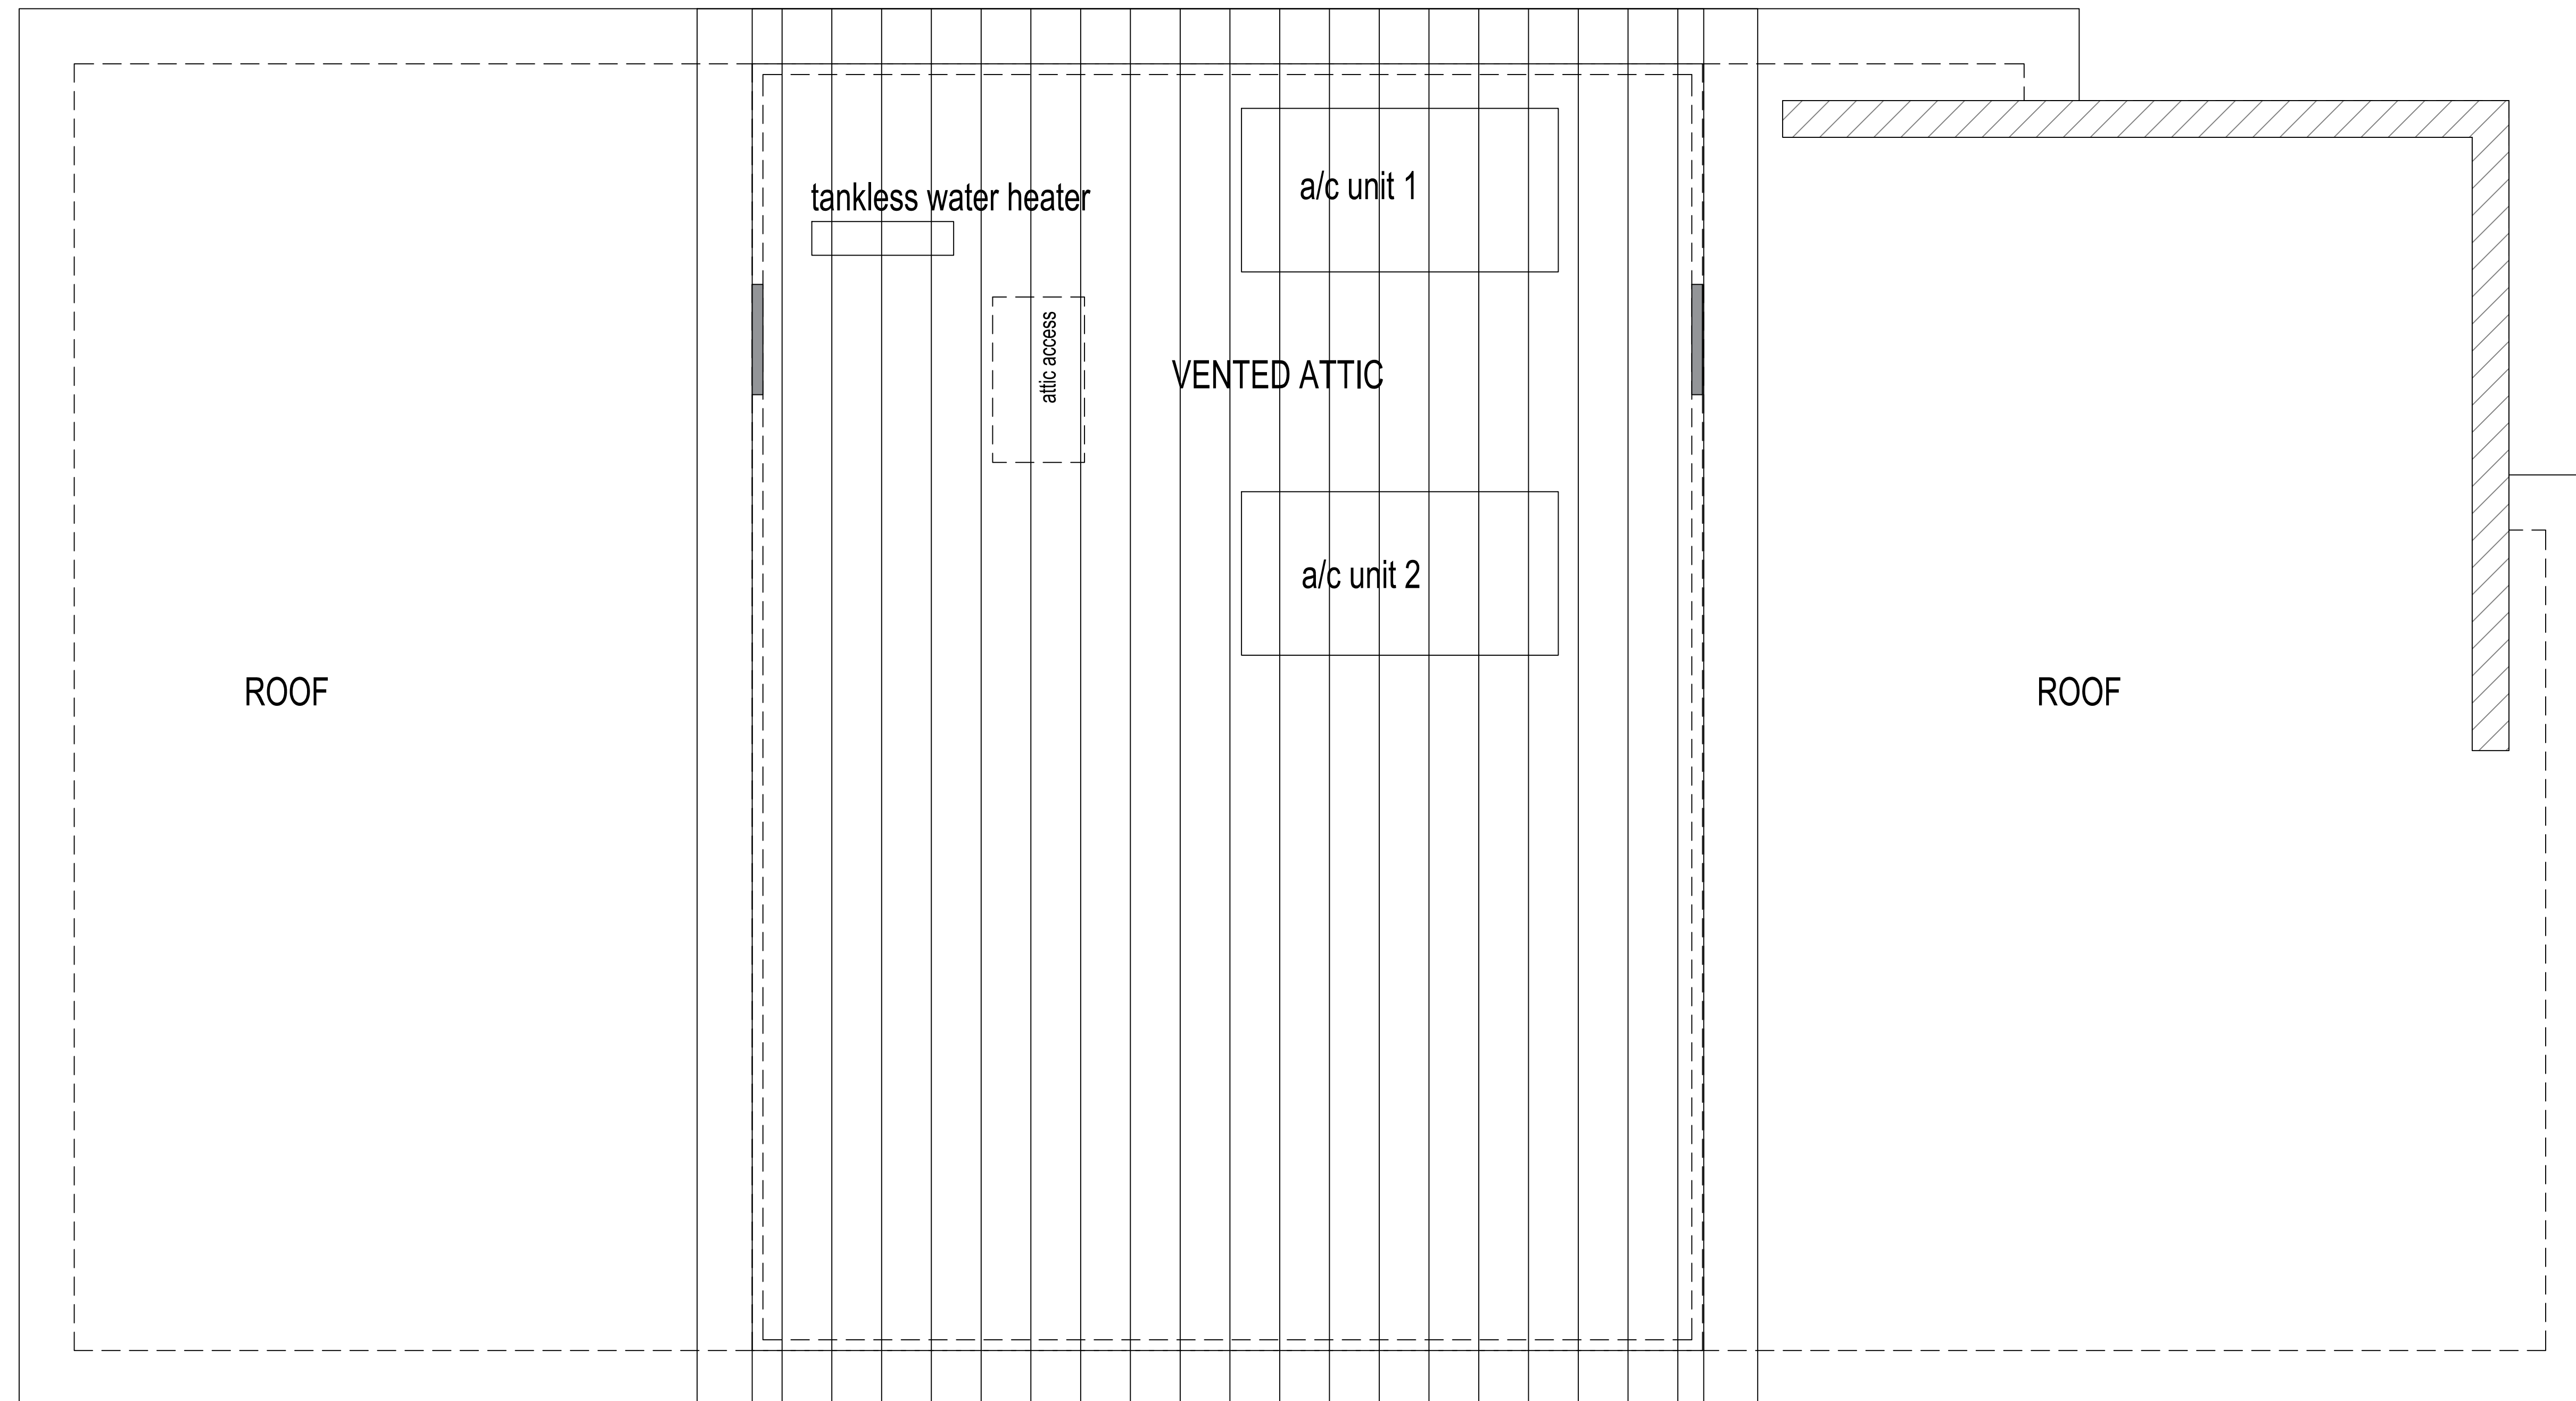 tankless water heater
a/c unit 1
attic access
VENTED ATTIC
a/c unit 2
ROOF
ROOF